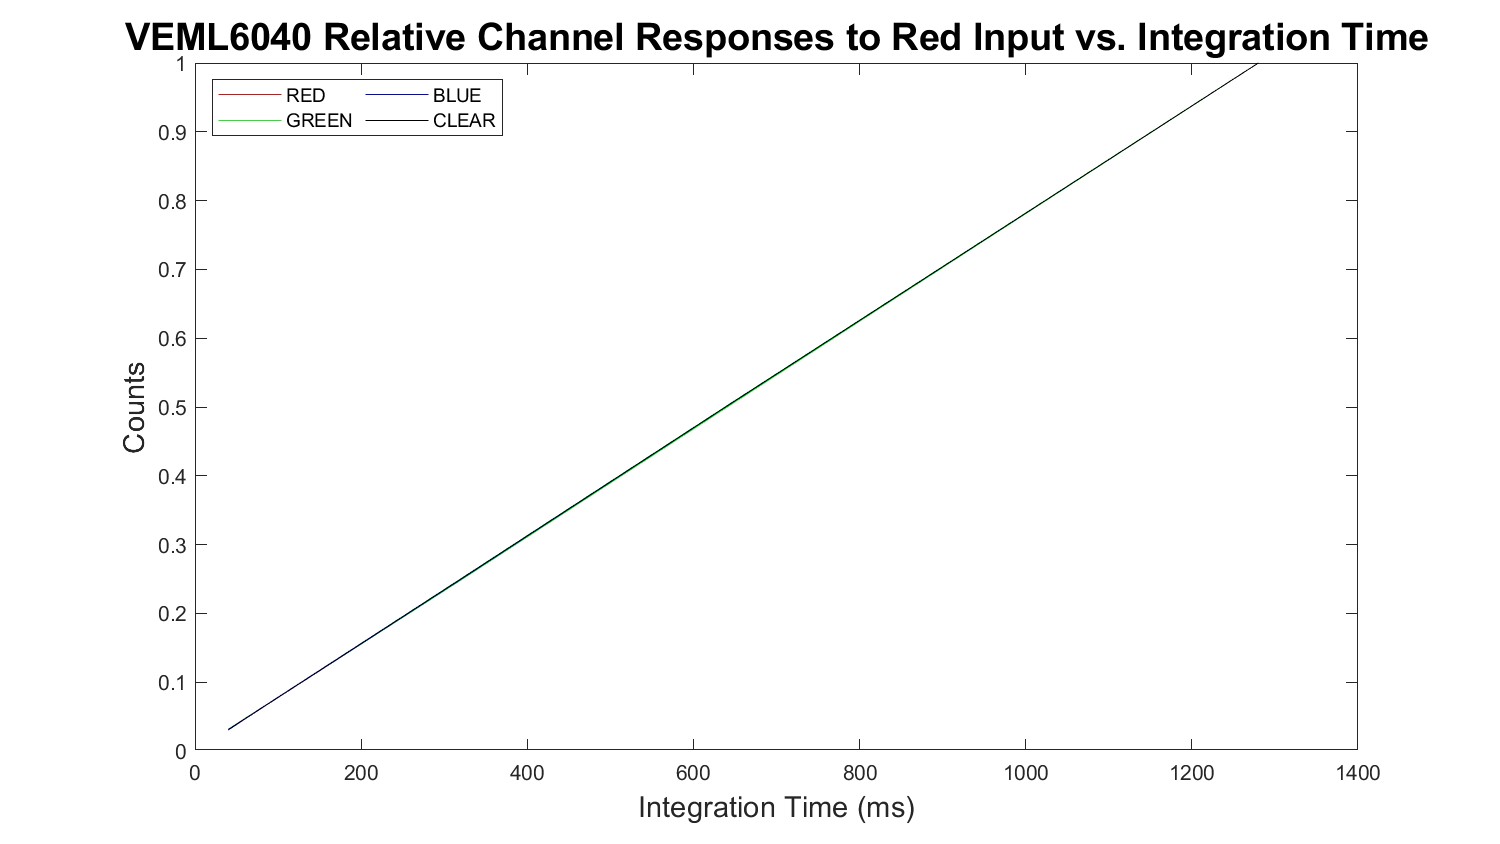 VEML6040 Relative Channel Responses to Red Input vs. Integration Time
RED BLUE
GREEN CLEAR
1
0.9
0.8
0.7
0.6
0.5
0.4
0.3
0.2
0.1
0
Counts
0 200 400 600 800 1000 1200 1400
Integration Time (ms)